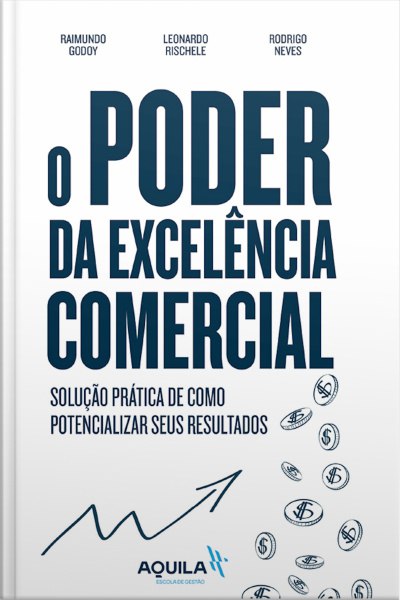 RAIMUNDO GODOY
LEONARDO RISCHELE
RODRIGO NEVES
O PODER
DA EXCELÊNCIA
COMERCIAL
SOLUÇÃO PRÁTICA DE COMO
POTENCIALIZAR SEUS RESULTADOS
AQUILA
ESCOLA DE GESTÃO